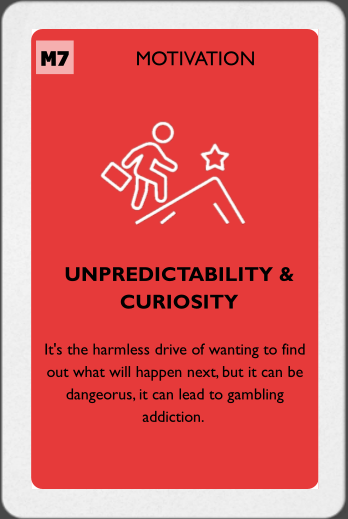 M7
MOTIVATION
UNPREDICTABILITY &
CURIOSITY
It's the harmless drive of wanting to find
out what will happen next, but it can be
dangeorus, it can lead to gambling
addiction.